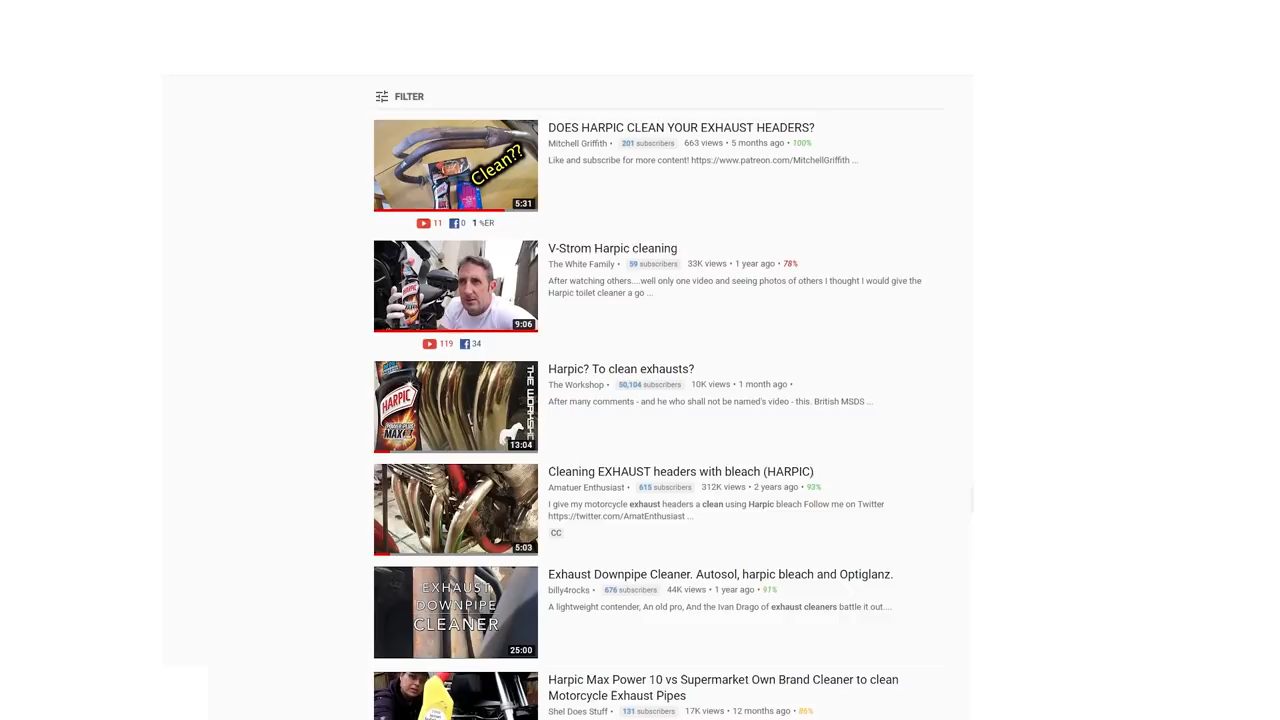 FILTER
DOES HARPIC CLEAN YOUR EXHAUST HEADERS?
Mitchell Griffith • 201 subscribers 663 views • 5 months ago • 100%
Like and subscribe for more content! https://www.patreon.com/MitchellGriffith ...
Clean??
5:31
11 0 1 %ER
V-Strom Harpic cleaning
The White Family • 59 subscribers 33K views • 1 year ago • 78%
After watching others....well only one video and seeing photos of others I thought I would give the
Harpic toilet cleaner a go ...
HARPIC
9:06
119 34
Harpic? To clean exhausts?
The Workshop • 50,104 subscribers 10K views • 1 month ago •
After many comments - and he who shall not be named's video - this. British MSDS ...
HARPIC
POWER PLUS
MAX
13:04
Cleaning EXHAUST headers with bleach (HARPIC)
Amatuer Enthusiast • 615 subscribers 312K views • 2 years ago • 93%
I give my motorcycle exhaust headers a clean using Harpic bleach Follow me on Twitter
https://twitter.com/AmatEnthusiast ...
CC
5:03
Exhaust Downpipe Cleaner. Autosol, harpic bleach and Optiglanz.
billy4rocks • 676 subscribers 44K views • 1 year ago • 91%
A lightweight contender, An old pro, And the Ivan Drago of exhaust cleaners battle it out....
EXHAUST
DOWNPIPE
CLEANER
25:00
Harpic Max Power 10 vs Supermarket Own Brand Cleaner to clean
Motorcycle Exhaust Pipes
Shel Does Stuff • 131 subscribers 17K views • 12 months ago • 86%